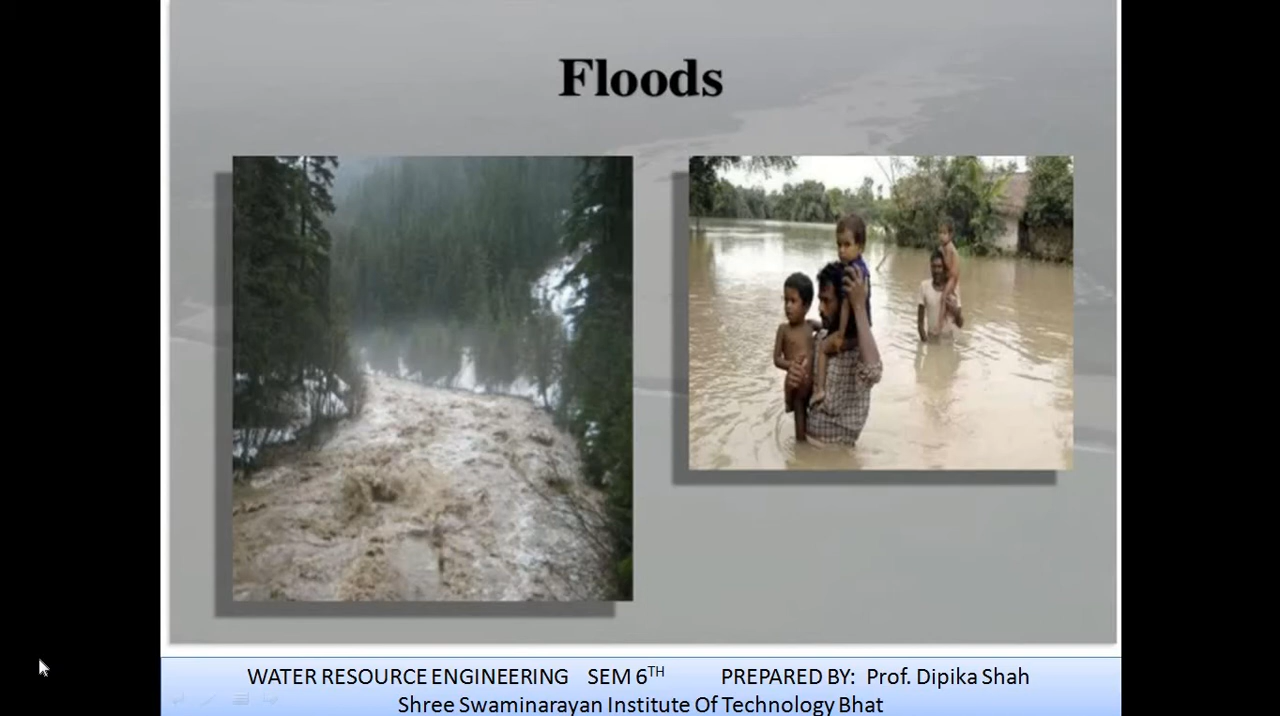 Floods
WATER RESOURCE ENGINEERING SEM 6TH PREPARED BY: Prof. Dipika Shah
Shree Swaminarayan Institute Of Technology Bhat